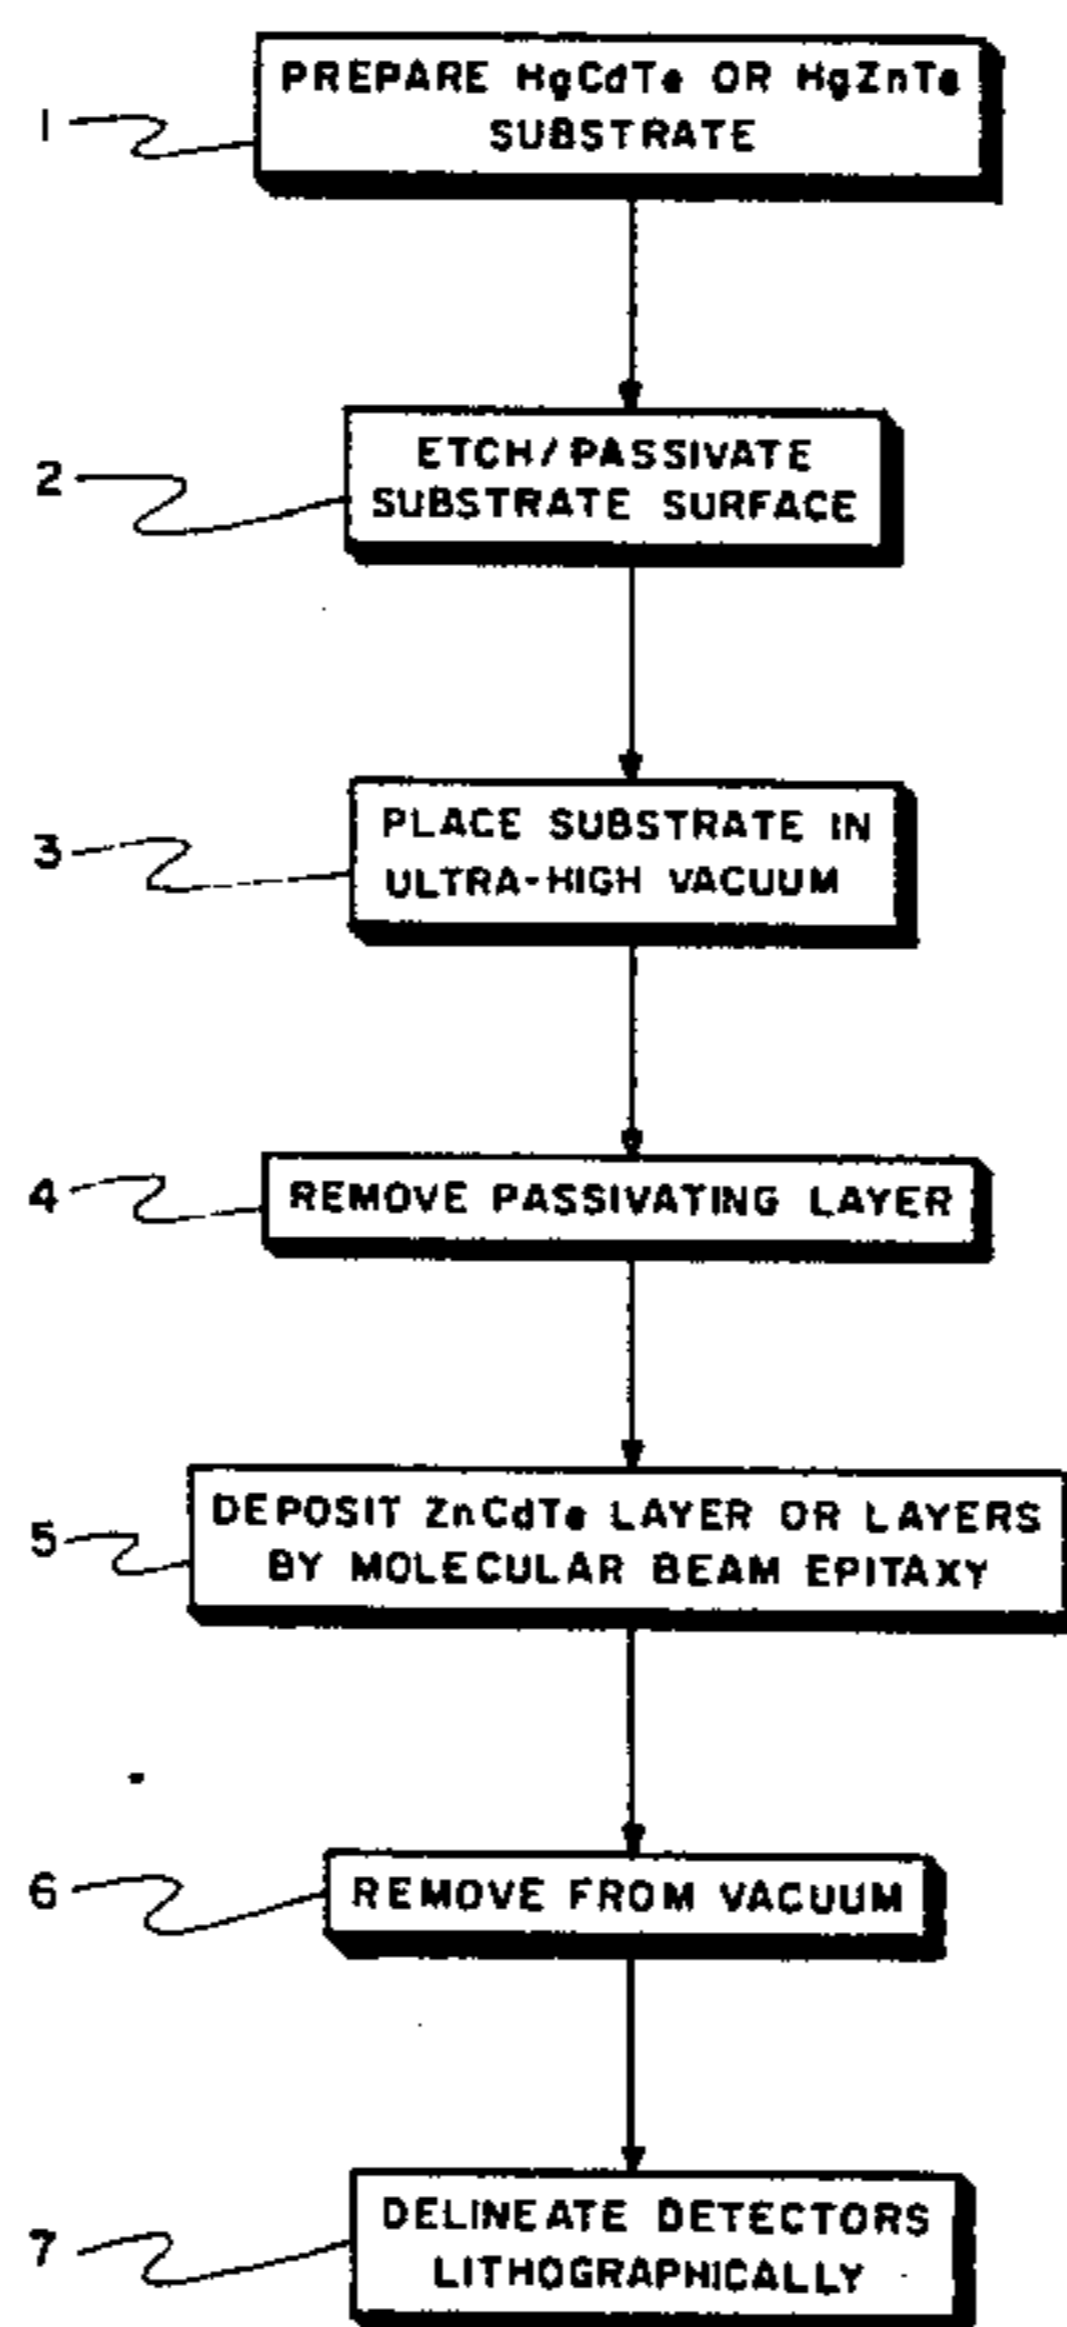 1
PREPARE HgCdTe OR HgZnTe
SUBSTRATE
2
ETCH/PASSIVATE
SUBSTRATE SURFACE
3
PLACE SUBSTRATE IN
ULTRA-HIGH VACUUM
4
REMOVE PASSIVATING LAYER
5
DEPOSIT ZnCdTe LAYER OR LAYERS
BY MOLECULAR BEAM EPITAXY
6
REMOVE FROM VACUUM
7
DELINEATE DETECTORS
LITHOGRAPHICALLY